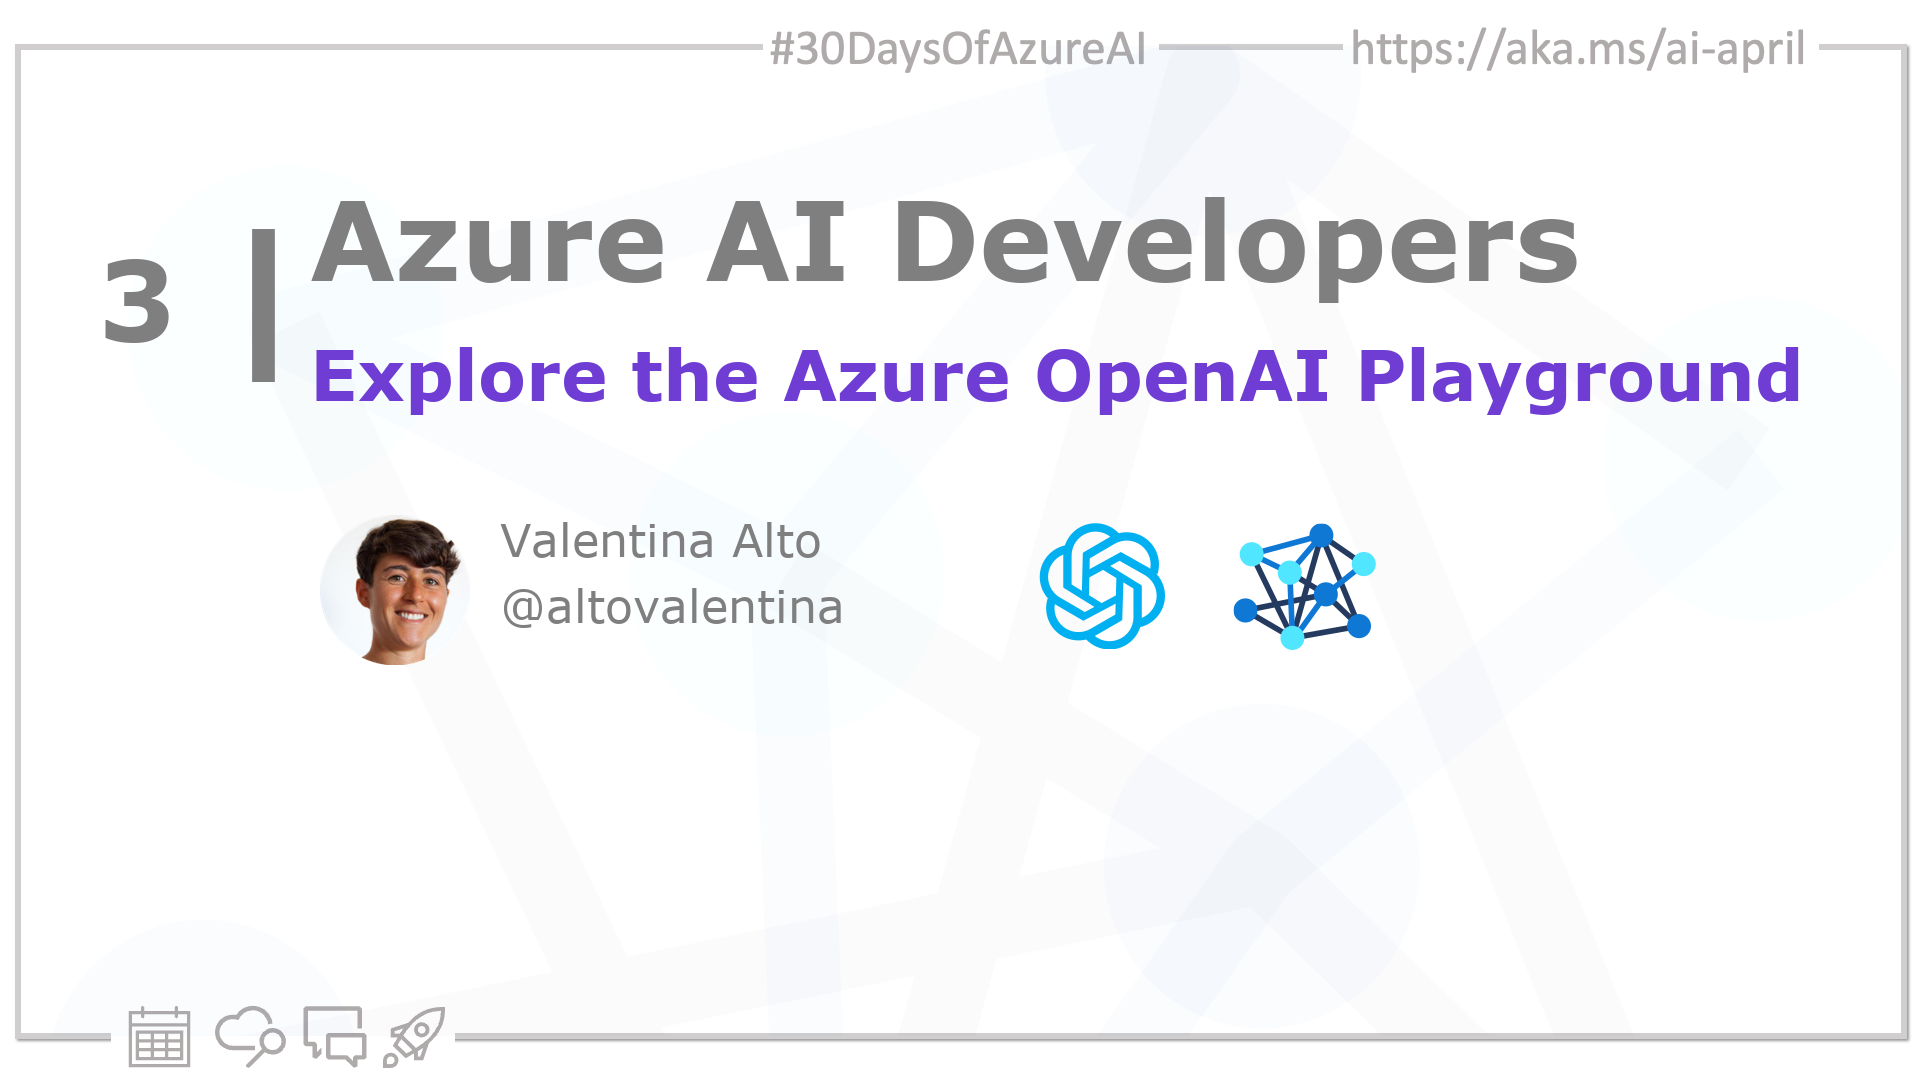 #30DaysOfAzureAI
https://aka.ms/ai-april
3
Azure AI Developers
Explore the Azure OpenAI Playground
Valentina Alto
@altovalentina